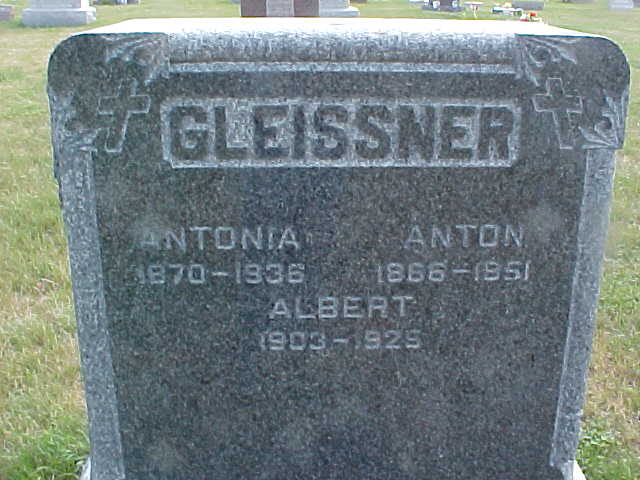 GLEISSNER
ANTONIA ANTON
1870-1936 1866-1951
ALBERT
1903-1925